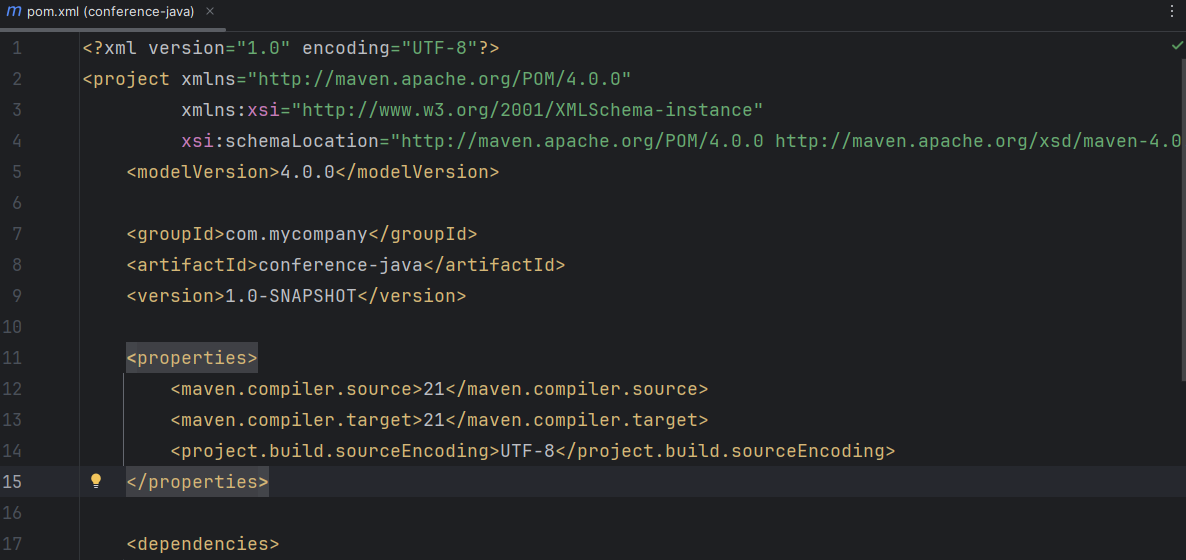 m pom.xml (conference-java) ×
1 <?xml version="1.0" encoding="UTF-8"?>
2 <project xmlns="http://maven.apache.org/POM/4.0.0"
3 xmlns:xsi="http://www.w3.org/2001/XMLSchema-instance"
4 xsi:schemaLocation="http://maven.apache.org/POM/4.0.0 http://maven.apache.org/xsd/maven-4.0
5 <modelVersion>4.0.0</modelVersion>
6
7 <groupId>com.mycompany</groupId>
8 <artifactId>conference-java</artifactId>
9 <version>1.0-SNAPSHOT</version>
10
11 <properties>
12 <maven.compiler.source>21</maven.compiler.source>
13 <maven.compiler.target>21</maven.compiler.target>
14 <project.build.sourceEncoding>UTF-8</project.build.sourceEncoding>
15 </properties>
16
17 <dependencies>